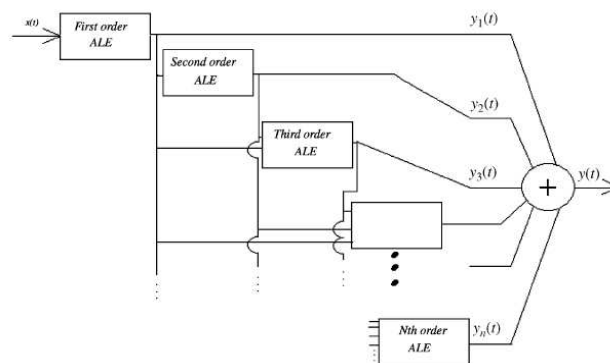 x(t)
First order
ALE
y₁(t)
Second order
ALE
y₂(t)
Third order
ALE
y₃(t)
+
y(t)
Nth order
ALE
yₙ(t)